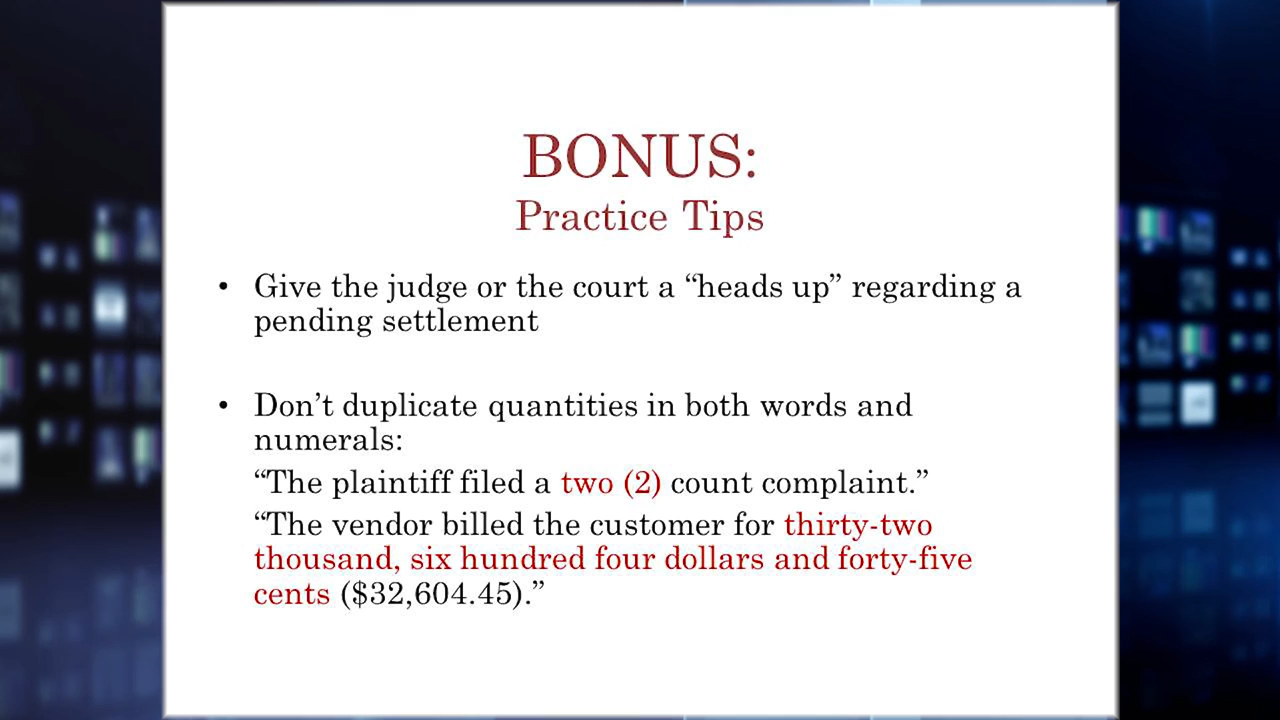 BONUS:
Practice Tips
• Give the judge or the court a “heads up” regarding a
pending settlement
• Don’t duplicate quantities in both words and
numerals:
“The plaintiff filed a two (2) count complaint.”
“The vendor billed the customer for thirty-two
thousand, six hundred four dollars and forty-five
cents ($32,604.45).”